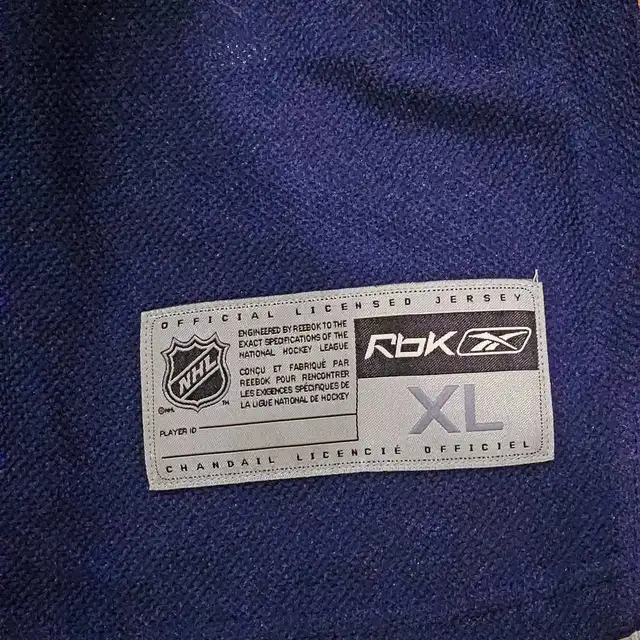 OFFICIAL LICENSED JERSEY
NHL
TM
©NHL
ENGINEERED BY REEBOK TO THE
EXACT SPECIFICATIONS OF THE
NATIONAL HOCKEY LEAGUE
CONÇU ET FABRIQUÉ PAR
REEBOK POUR RENCONTRER
LES EXIGENCES SPÉCIFIQUES DE
LA LIGUE NATIONAL DE HOCKEY
PLAYER ID
RbK
XL
CHANDAIL LICENCIÉ OFFICIEL